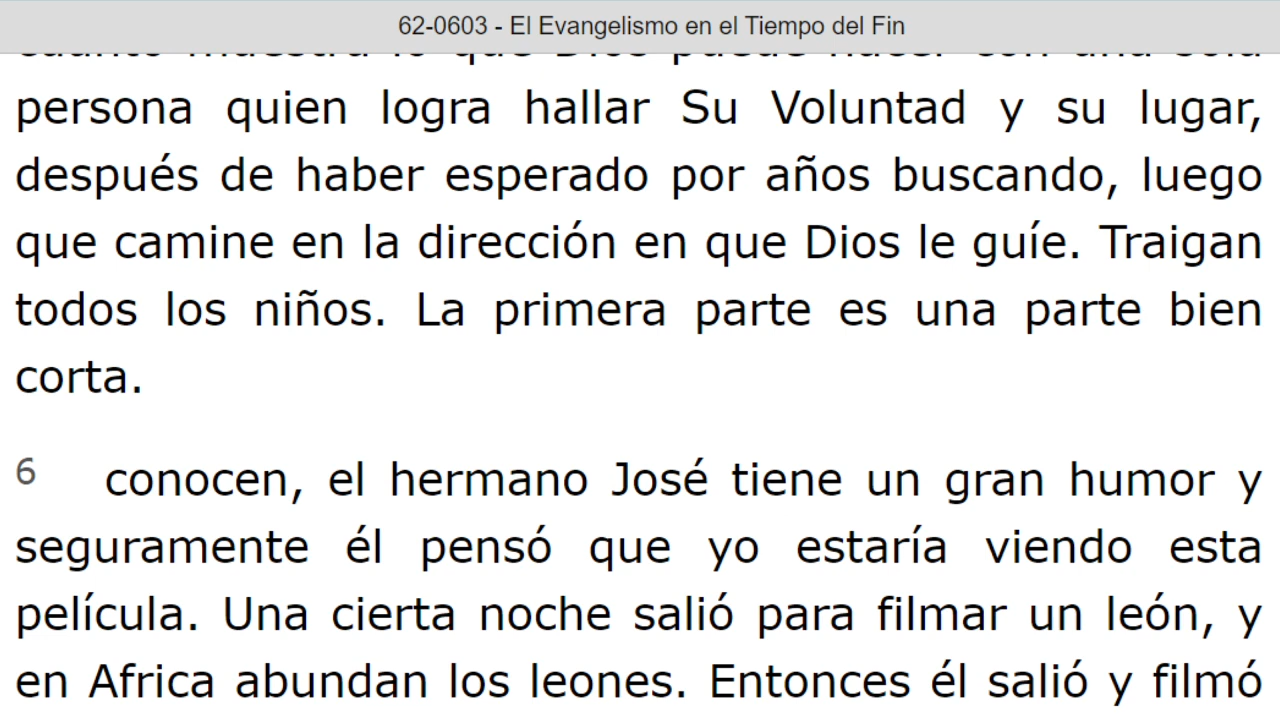 62-0603 - El Evangelismo en el Tiempo del Fin
persona quien logra hallar Su Voluntad y su lugar,
después de haber esperado por años buscando, luego
que camine en la dirección en que Dios le guíe. Traigan
todos los niños. La primera parte es una parte bien
corta.
6 conocen, el hermano José tiene un gran humor y
seguramente él pensó que yo estaría viendo esta
película. Una cierta noche salió para filmar un león, y
en Africa abundan los leones. Entonces él salió y filmó